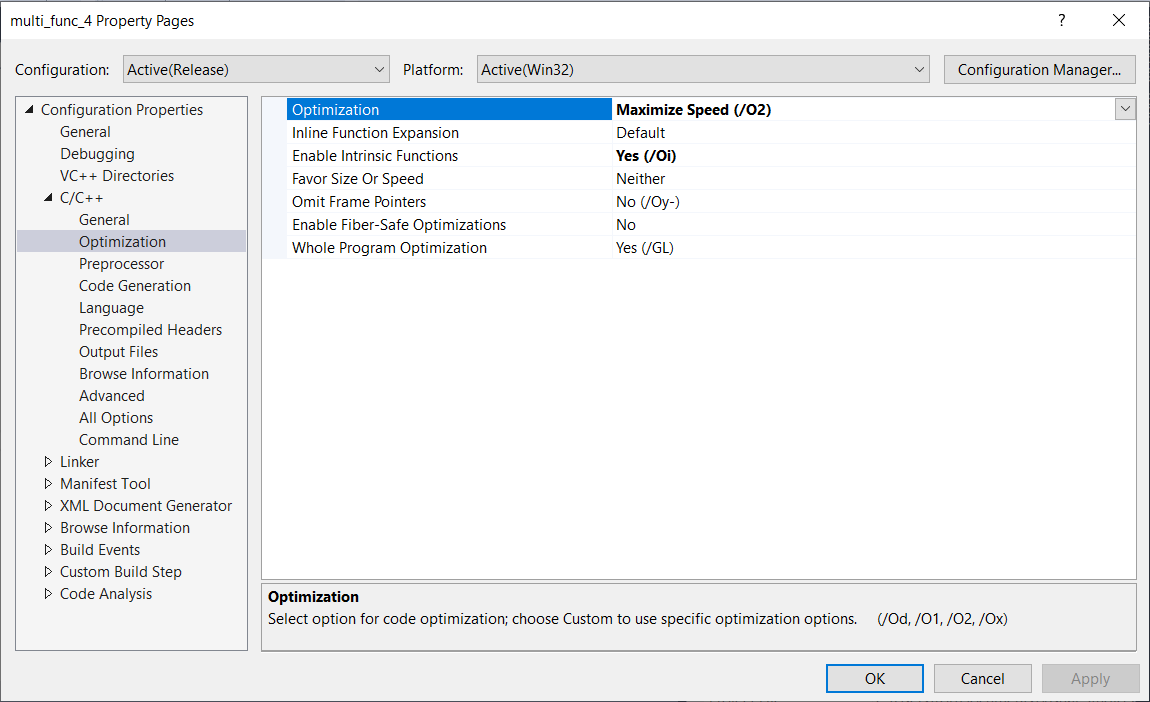 multi_func_4 Property Pages
?
Configuration: Active(Release) Platform: Active(Win32) Configuration Manager...
Configuration Properties
General
Debugging
VC++ Directories
C/C++
General
Optimization
Preprocessor
Code Generation
Language
Precompiled Headers
Output Files
Browse Information
Advanced
All Options
Command Line
Linker
Manifest Tool
XML Document Generator
Browse Information
Build Events
Custom Build Step
Code Analysis
Optimization Maximize Speed (/O2)
Inline Function Expansion Default
Enable Intrinsic Functions Yes (/Oi)
Favor Size Or Speed Neither
Omit Frame Pointers No (/Oy-)
Enable Fiber-Safe Optimizations No
Whole Program Optimization Yes (/GL)
Optimization
Select option for code optimization; choose Custom to use specific optimization options. (/Od, /O1, /O2, /Ox)
OK Cancel Apply